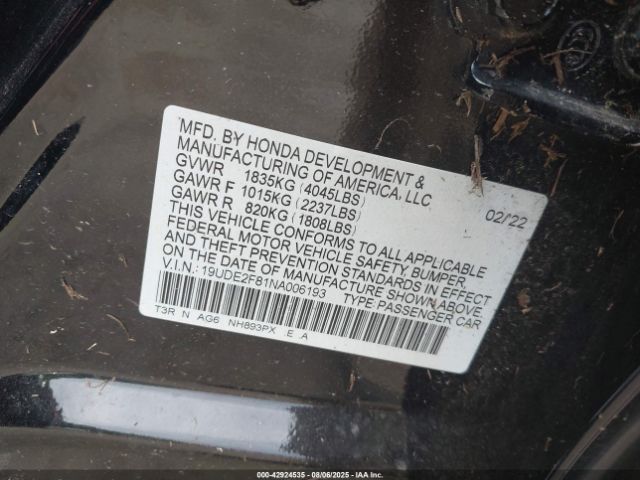 MFD. BY HONDA DEVELOPMENT &
MANUFACTURING OF AMERICA, LLC
GVWR 1835KG (4045LBS) 02/22
GAWR F 1015KG (2237LBS)
GAWR R 820KG (1808LBS)
THIS VEHICLE CONFORMS TO ALL APPLICABLE
FEDERAL MOTOR VEHICLE SAFETY, BUMPER,
AND THEFT PREVENTION STANDARDS IN EFFECT
ON THE DATE OF MANUFACTURE SHOWN ABOVE.
V.I.N.: 19UDE2F81NA006193 TYPE:PASSENGER CAR
T3R N AG6 NH893PX E A
000-42924535 - 08/06/2025 - IAA Inc.